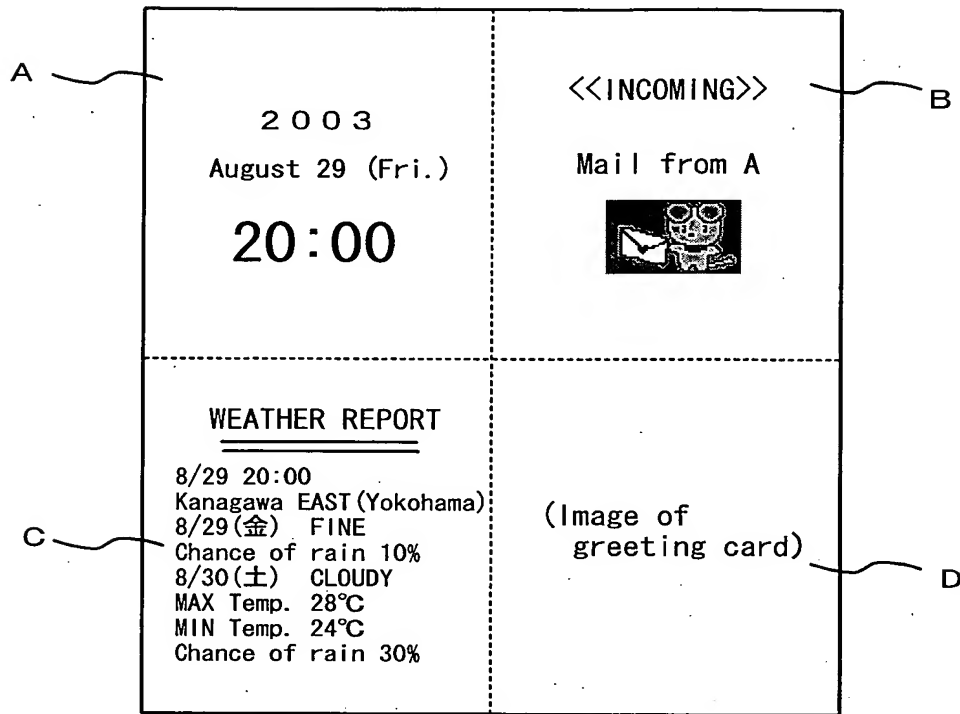 A
2003
August 29 (Fri.)
20:00
<<INCOMING>>
B
Mail from A
WEATHER REPORT
8/29 20:00
Kanagawa EAST(Yokohama)
8/29(金) FINE
C
Chance of rain 10%
8/30(土) CLOUDY
MAX Temp. 28℃
MIN Temp. 24℃
Chance of rain 30%
(Image of
greeting card)
D